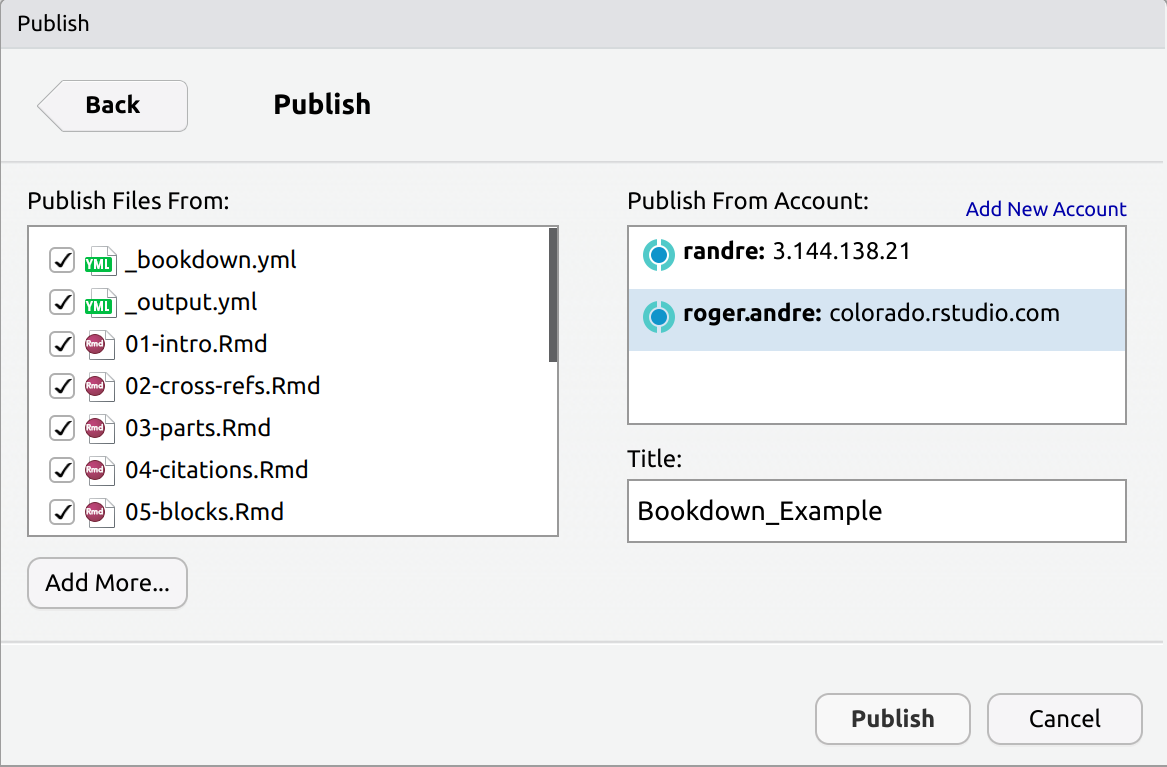 Publish
Back
Publish
Publish Files From:
YML _bookdown.yml
YML _output.yml
Rmd 01-intro.Rmd
Rmd 02-cross-refs.Rmd
Rmd 03-parts.Rmd
Rmd 04-citations.Rmd
Rmd 05-blocks.Rmd
Add More...
Publish From Account:
Add New Account
randre: 3.144.138.21
roger.andre: colorado.rstudio.com
Title:
Bookdown_Example
Publish
Cancel